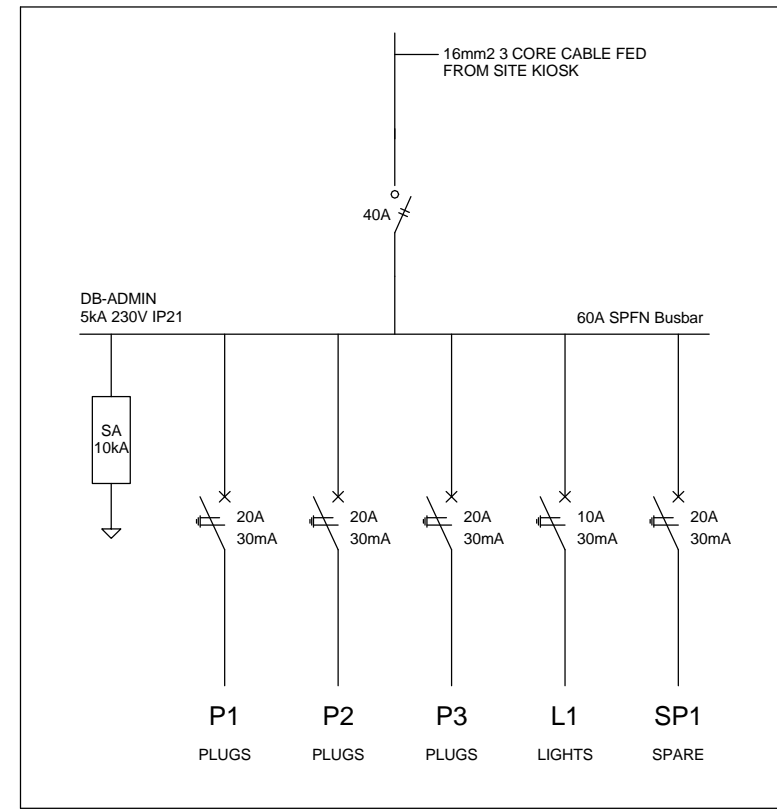 16mm2 3 CORE CABLE FED
FROM SITE KIOSK
40A
DB-ADMIN
5kA 230V IP21
60A SPFN Busbar
SA
10kA
20A
30mA
20A
30mA
20A
30mA
10A
30mA
20A
30mA
P1
P2
P3
L1
SP1
PLUGS
PLUGS
PLUGS
LIGHTS
SPARE